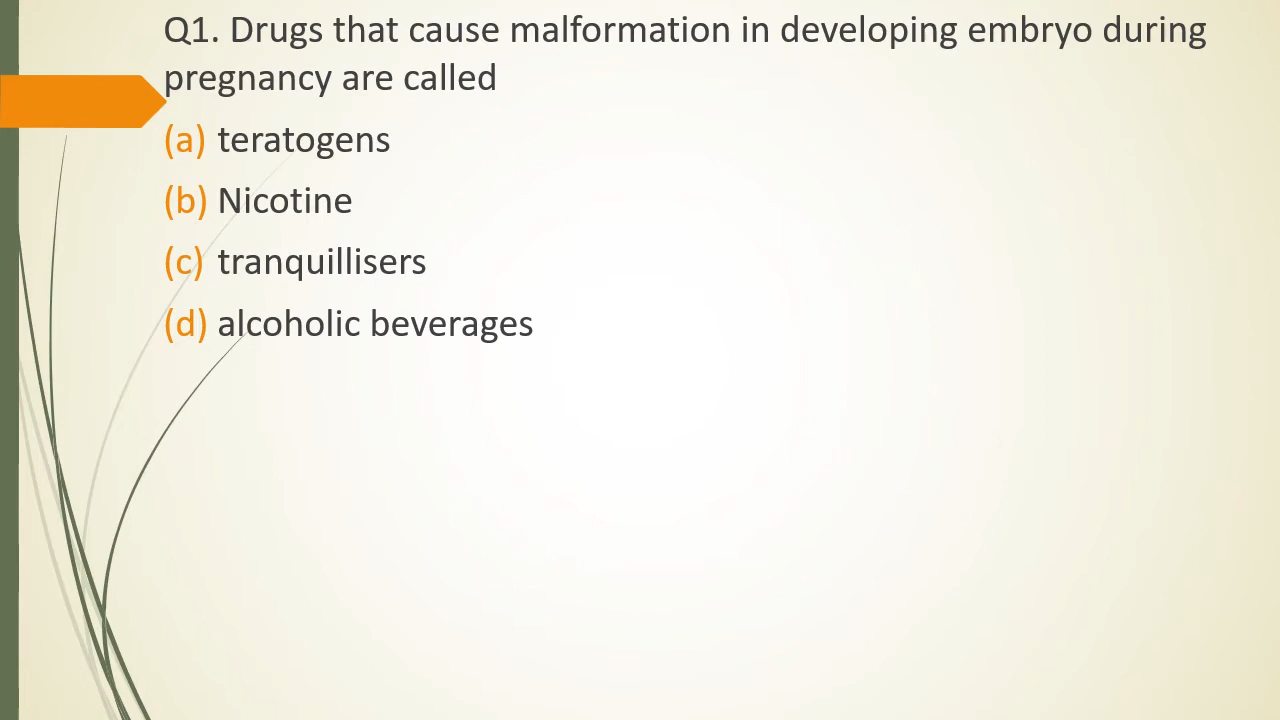 Q1. Drugs that cause malformation in developing embryo during
pregnancy are called
(a) teratogens
(b) Nicotine
(c) tranquillisers
(d) alcoholic beverages